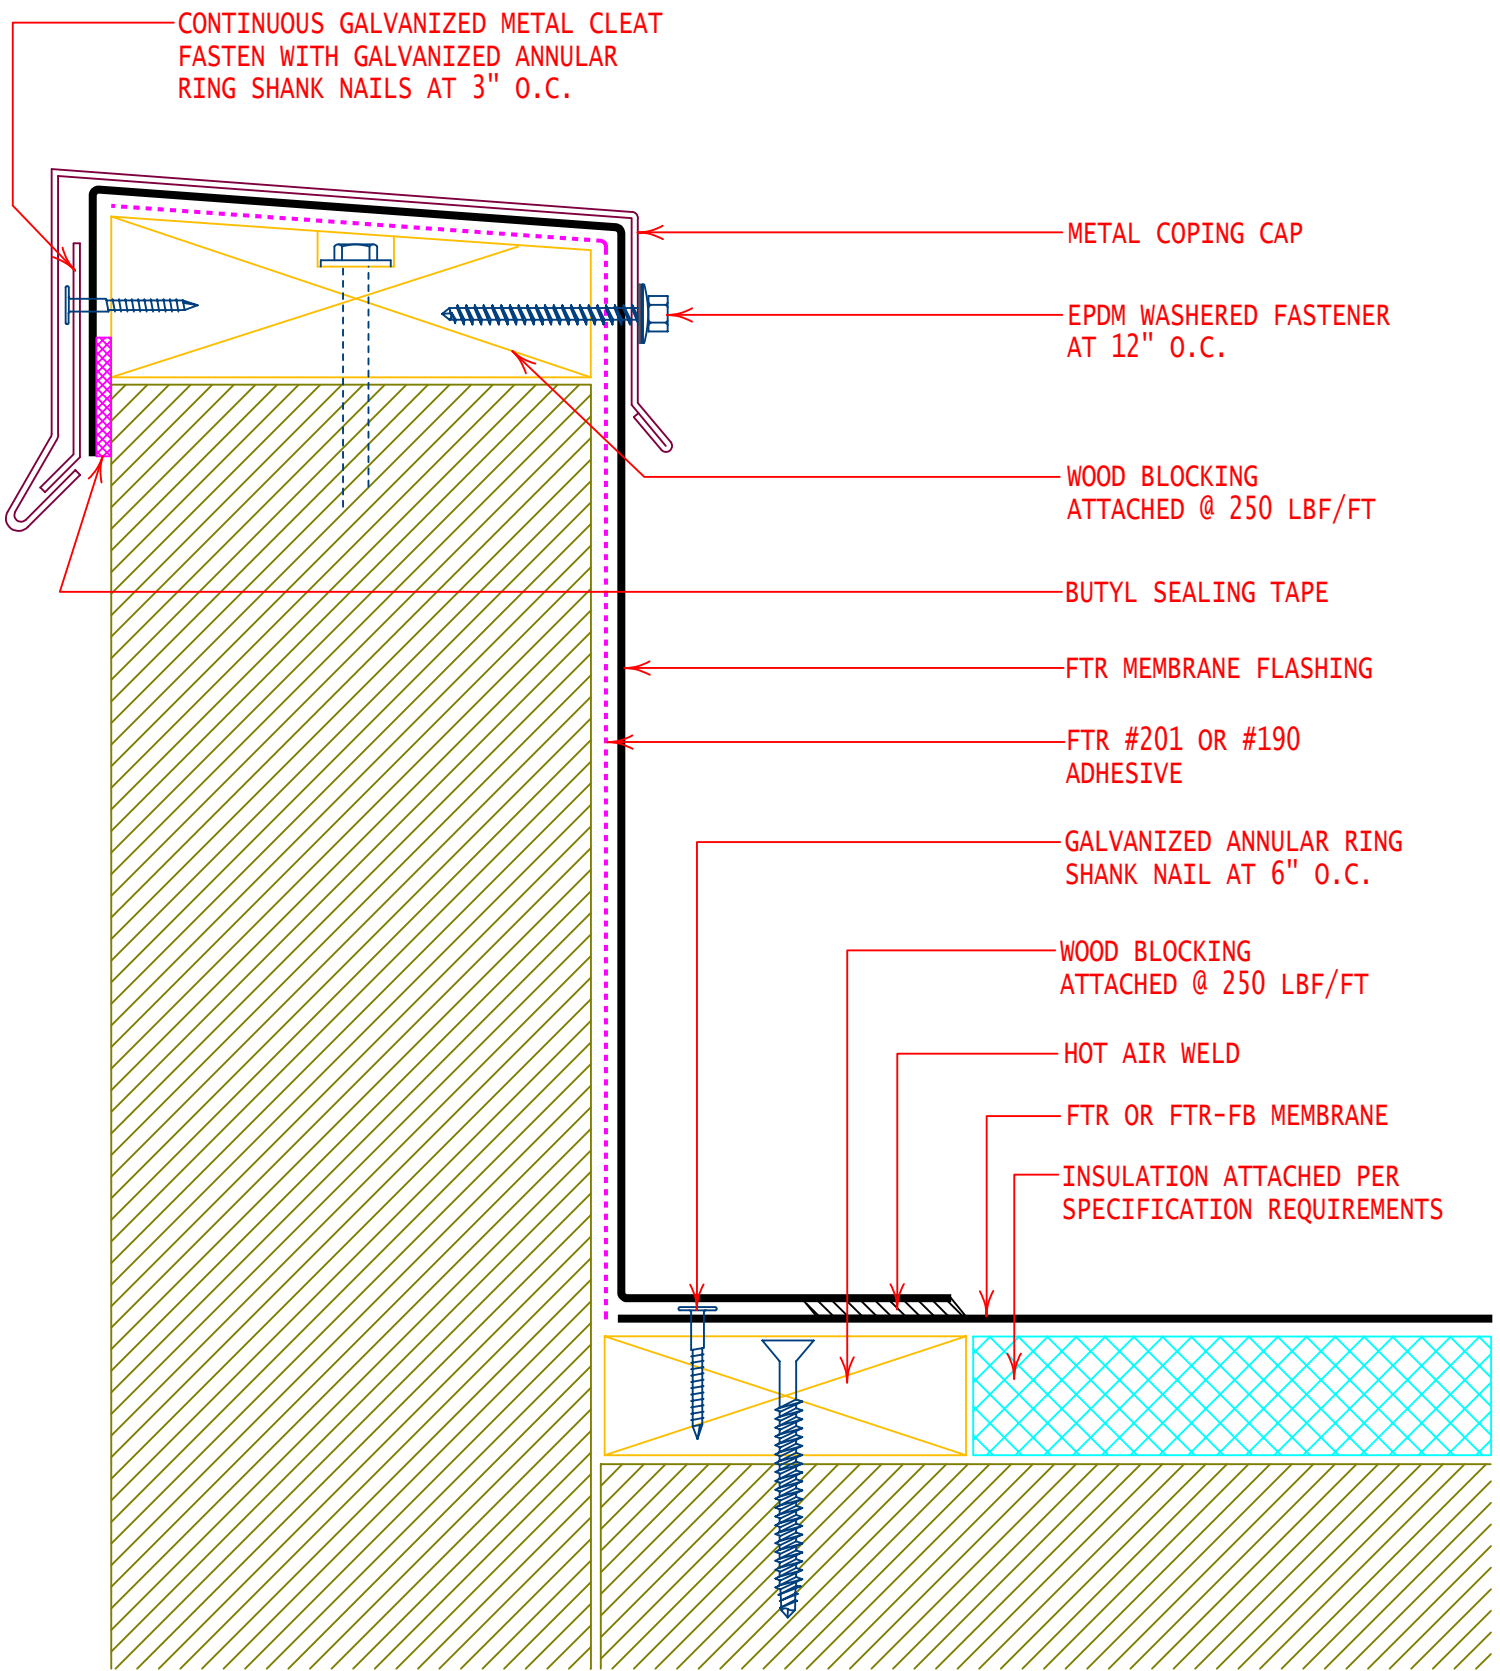 CONTINUOUS GALVANIZED METAL CLEAT
FASTEN WITH GALVANIZED ANNULAR
RING SHANK NAILS AT 3" O.C.
METAL COPING CAP
EPDM WASHERED FASTENER
AT 12" O.C.
WOOD BLOCKING
ATTACHED @ 250 LBF/FT
BUTYL SEALING TAPE
FTR MEMBRANE FLASHING
FTR #201 OR #190
ADHESIVE
GALVANIZED ANNULAR RING
SHANK NAIL AT 6" O.C.
WOOD BLOCKING
ATTACHED @ 250 LBF/FT
HOT AIR WELD
FTR OR FTR-FB MEMBRANE
INSULATION ATTACHED PER
SPECIFICATION REQUIREMENTS